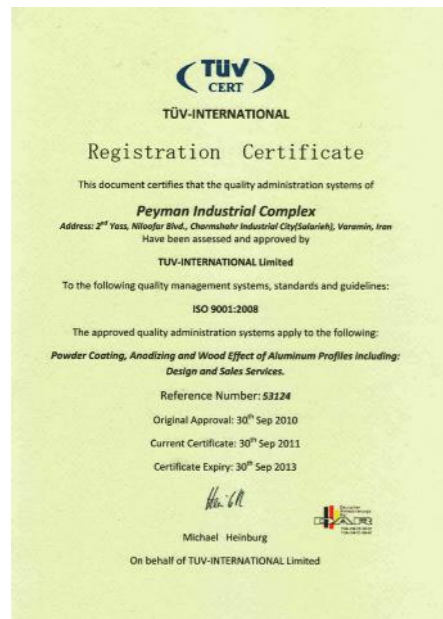 TÜV
CERT
TÜV-INTERNATIONAL
Registration Certificate
This document certifies that the quality administration systems of
Peyman Industrial Complex
Address: 2nd Yass, Niloofar Blvd., Charmshahr Industrial City(Salarieh), Varamin, Iran
Have been assessed and approved by
TUV-INTERNATIONAL Limited
To the following quality management systems, standards and guidelines:
ISO 9001:2008
The approved quality administration systems apply to the following:
Powder Coating, Anodizing and Wood Effect of Aluminum Profiles including:
Design and Sales Services.
Reference Number: 53124
Original Approval: 30th Sep 2010
Current Certificate: 30th Sep 2011
Certificate Expiry: 30th Sep 2013
DAR
Michael Heinburg
On behalf of TUV-INTERNATIONAL Limited